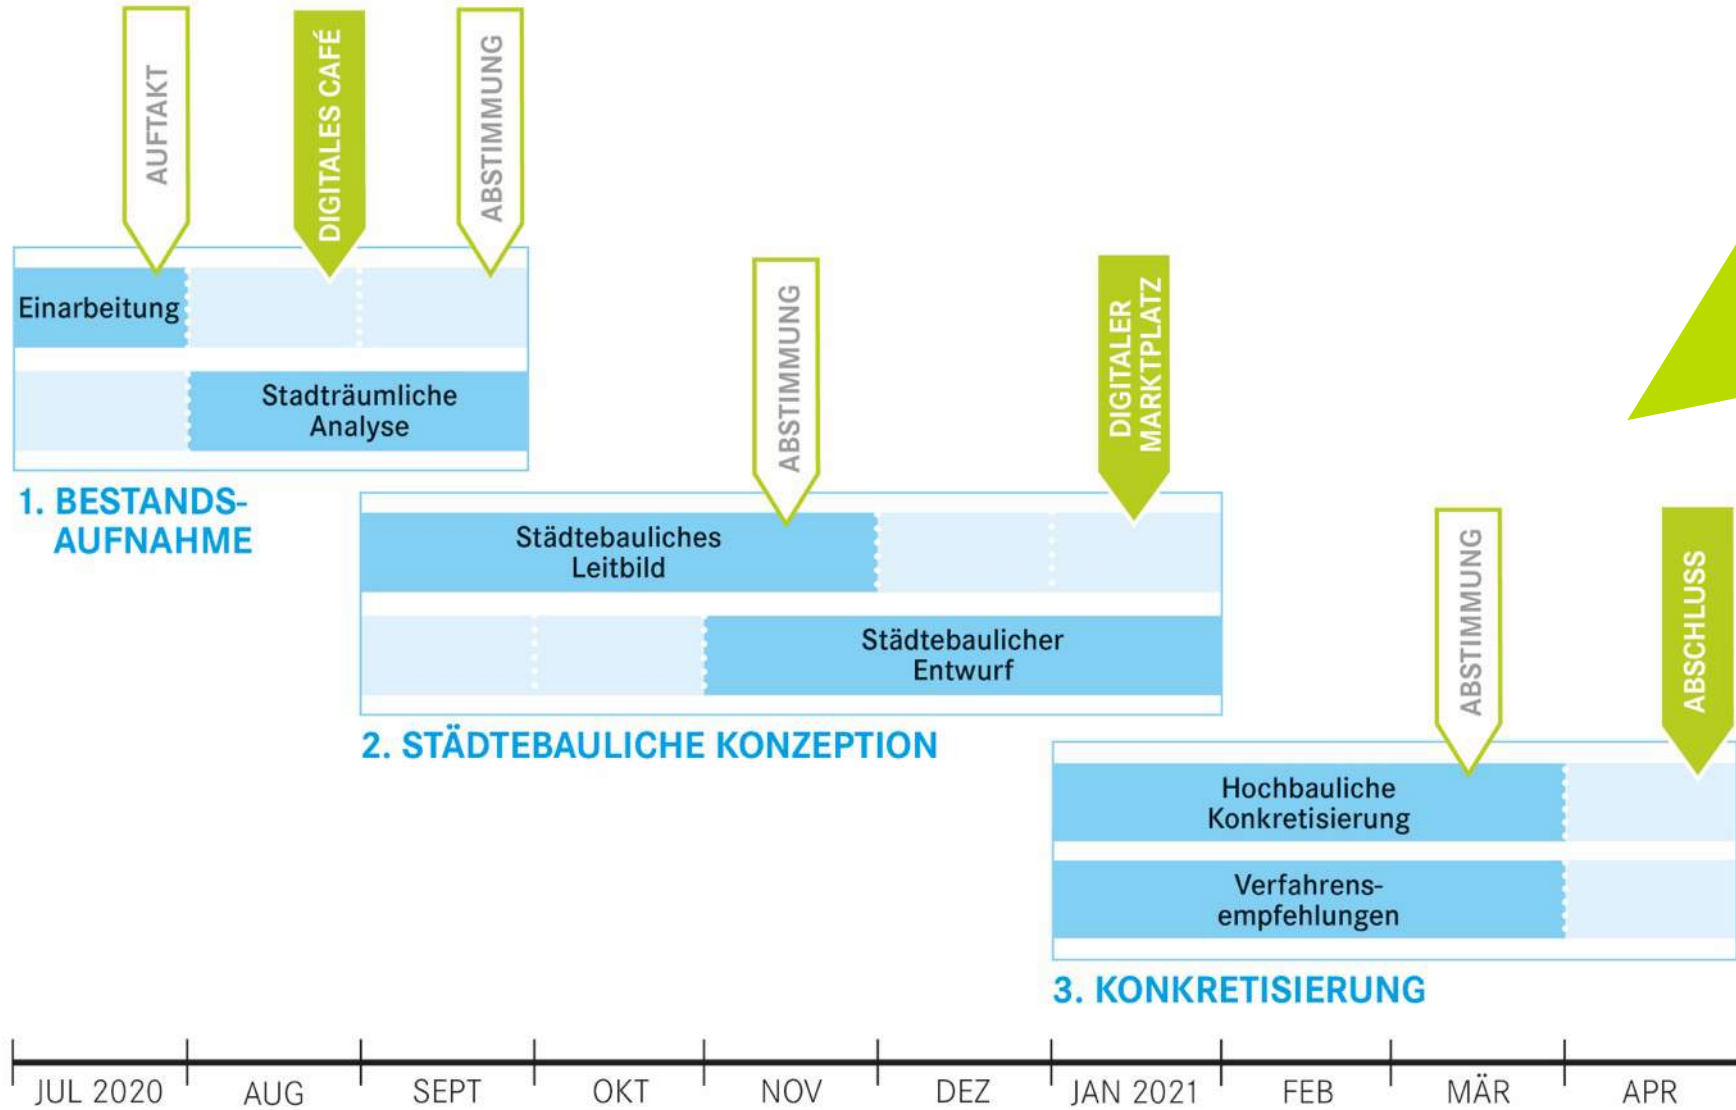 AUFTAKT
DIGITALES CAFÉ
ABSTIMMUNG
Einarbeitung
Stadträumliche
Analyse
1. BESTANDS-
AUFNAHME
ABSTIMMUNG
DIGITALER
MARKTPLATZ
Städtebauliches
Leitbild
Städtebaulicher
Entwurf
2. STÄDTEBAULICHE KONZEPTION
ABSTIMMUNG
ABSCHLUSS
Hochbauliche
Konkretisierung
Verfahrens-
empfehlungen
3. KONKRETISIERUNG
JUL 2020 AUG SEPT OKT NOV DEZ JAN 2021 FEB MÄR APR